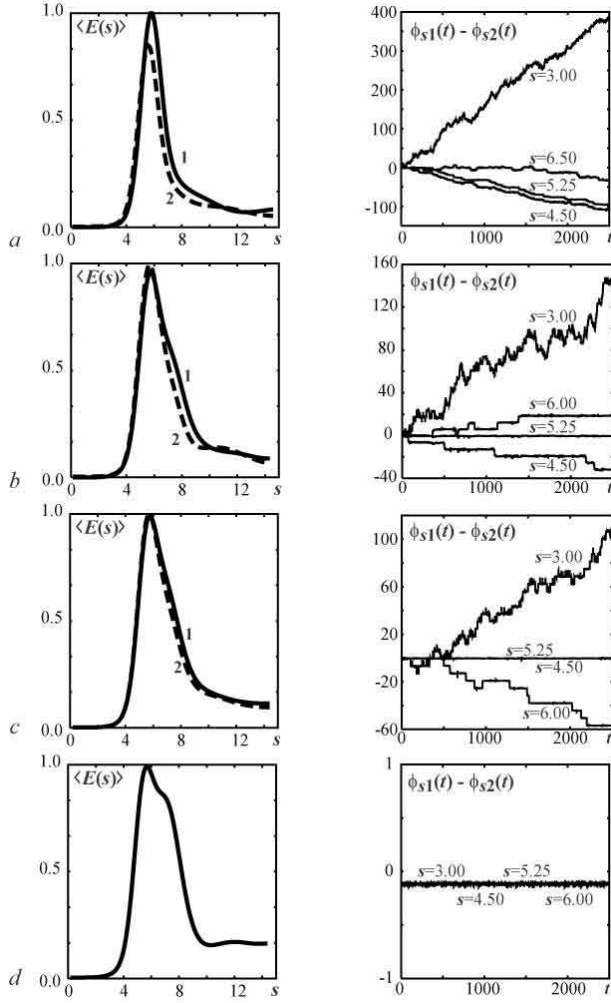 ⟨E(s)⟩
1.0
0.5
0.0
1
2
0 4 8 12 s
a
ϕs1(t) - ϕs2(t)
400
300
200
100
0
-100
s=3.00
s=6.50
s=5.25
s=4.50
0 1000 2000 t
⟨E(s)⟩
1.0
0.5
0.0
1
2
0 4 8 12 s
b
ϕs1(t) - ϕs2(t)
160
120
80
40
0
-40
s=3.00
s=6.00
s=5.25
s=4.50
0 1000 2000 t
⟨E(s)⟩
1.0
0.5
0.0
1
2
0 4 8 12 s
c
ϕs1(t) - ϕs2(t)
100
60
20
-20
-60
s=3.00
s=5.25
s=4.50
s=6.00
0 1000 2000 t
⟨E(s)⟩
1.0
0.5
0.0
0 4 8 12 s
d
ϕs1(t) - ϕs2(t)
1
0
-1
s=3.00 s=5.25
s=4.50 s=6.00
0 1000 2000 t